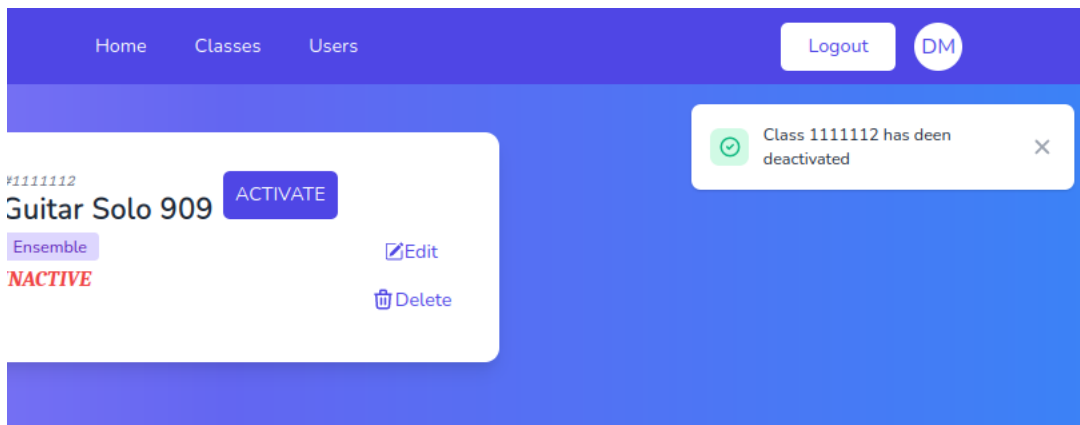 Home Classes Users Logout DM
Class 1111112 has deen
deactivated
#1111112
Guitar Solo 909 ACTIVATE
Ensemble
Edit
NACTIVE
Delete